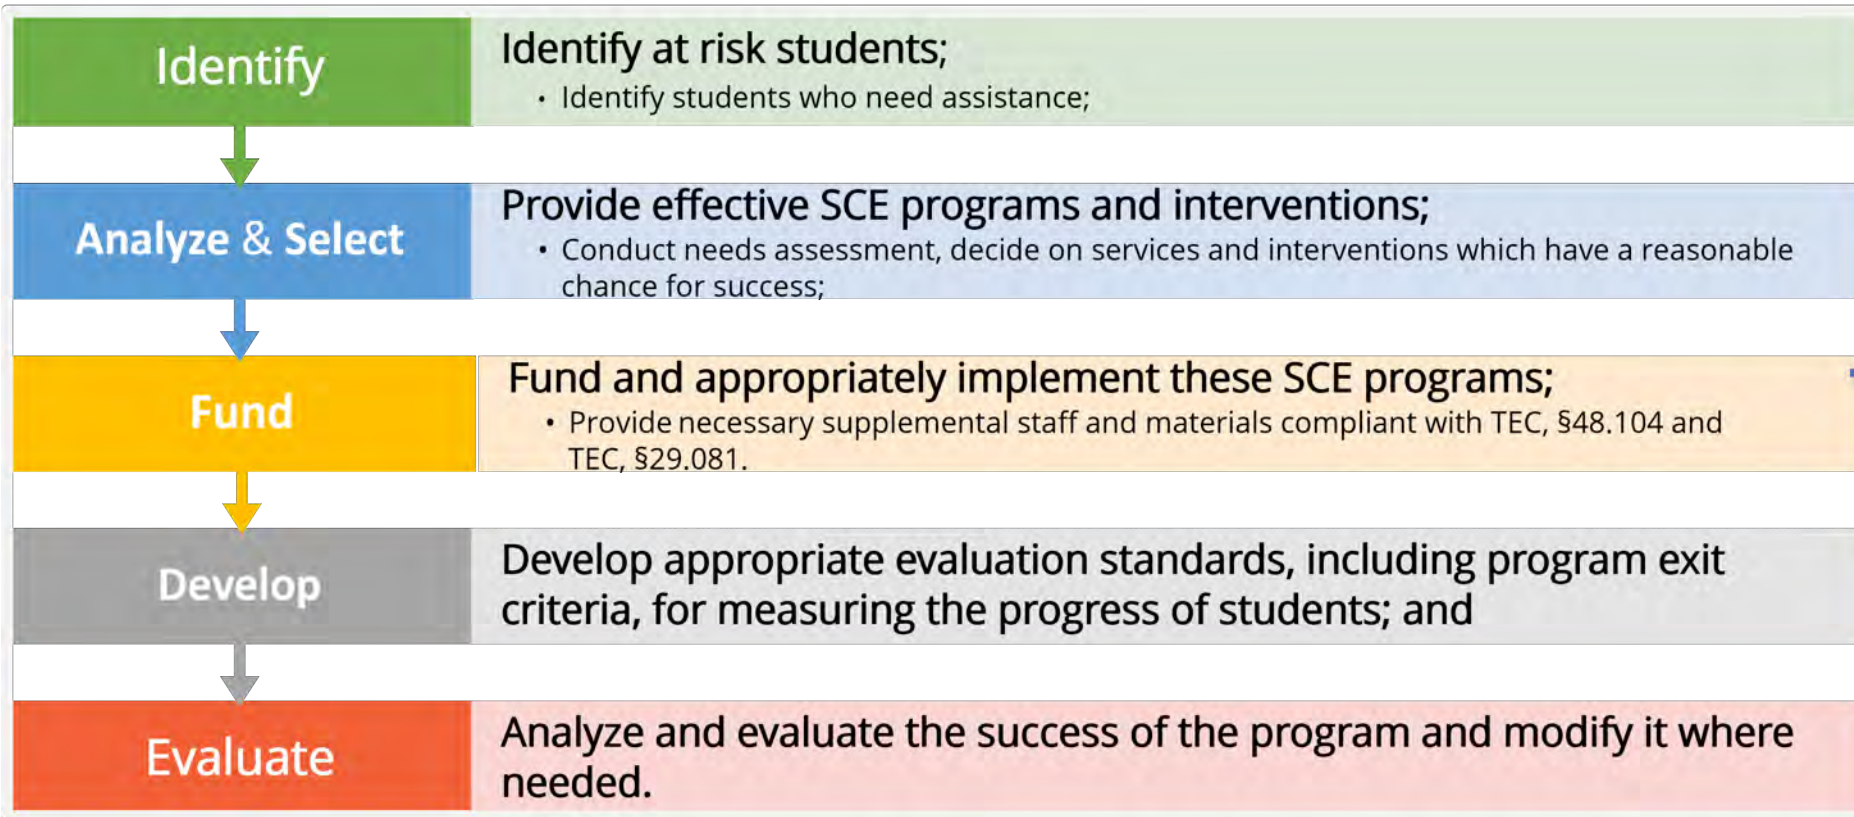 Identify
Identify at risk students;
• Identify students who need assistance;
Analyze & Select
Provide effective SCE programs and interventions;
• Conduct needs assessment, decide on services and interventions which have a reasonable
chance for success;
Fund
Fund and appropriately implement these SCE programs;
• Provide necessary supplemental staff and materials compliant with TEC, §48.104 and
TEC, §29.081.
Develop
Develop appropriate evaluation standards, including program exit
criteria, for measuring the progress of students; and
Evaluate
Analyze and evaluate the success of the program and modify it where
needed.